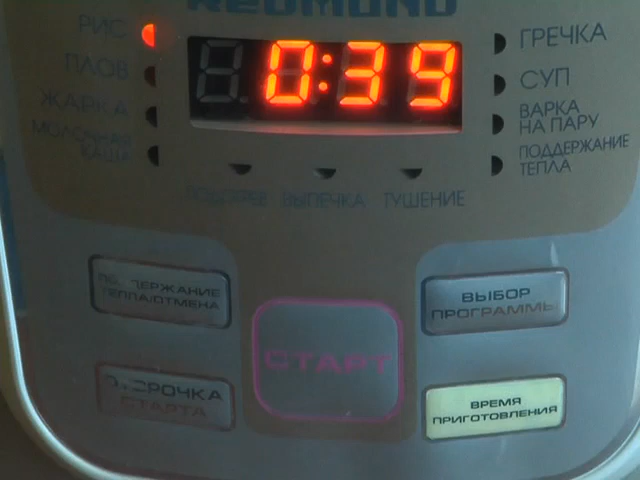 REDMOND
РИС
ПЛОВ
ЖАРКА
МОЛОЧНАЯ
КАША
0:39
ГРЕЧКА
СУП
ВАРКА
НА ПАРУ
ПОДДЕРЖАНИЕ
ТЕПЛА
ВЫПЕЧКА
ТУШЕНИЕ
ПОДДЕРЖАНИЕ
ТЕПЛА/ОТМЕНА
ОТСРОЧКА
СТАРТА
СТАРТ
ВЫБОР
ПРОГРАММЫ
ВРЕМЯ
ПРИГОТОВЛЕНИЯ